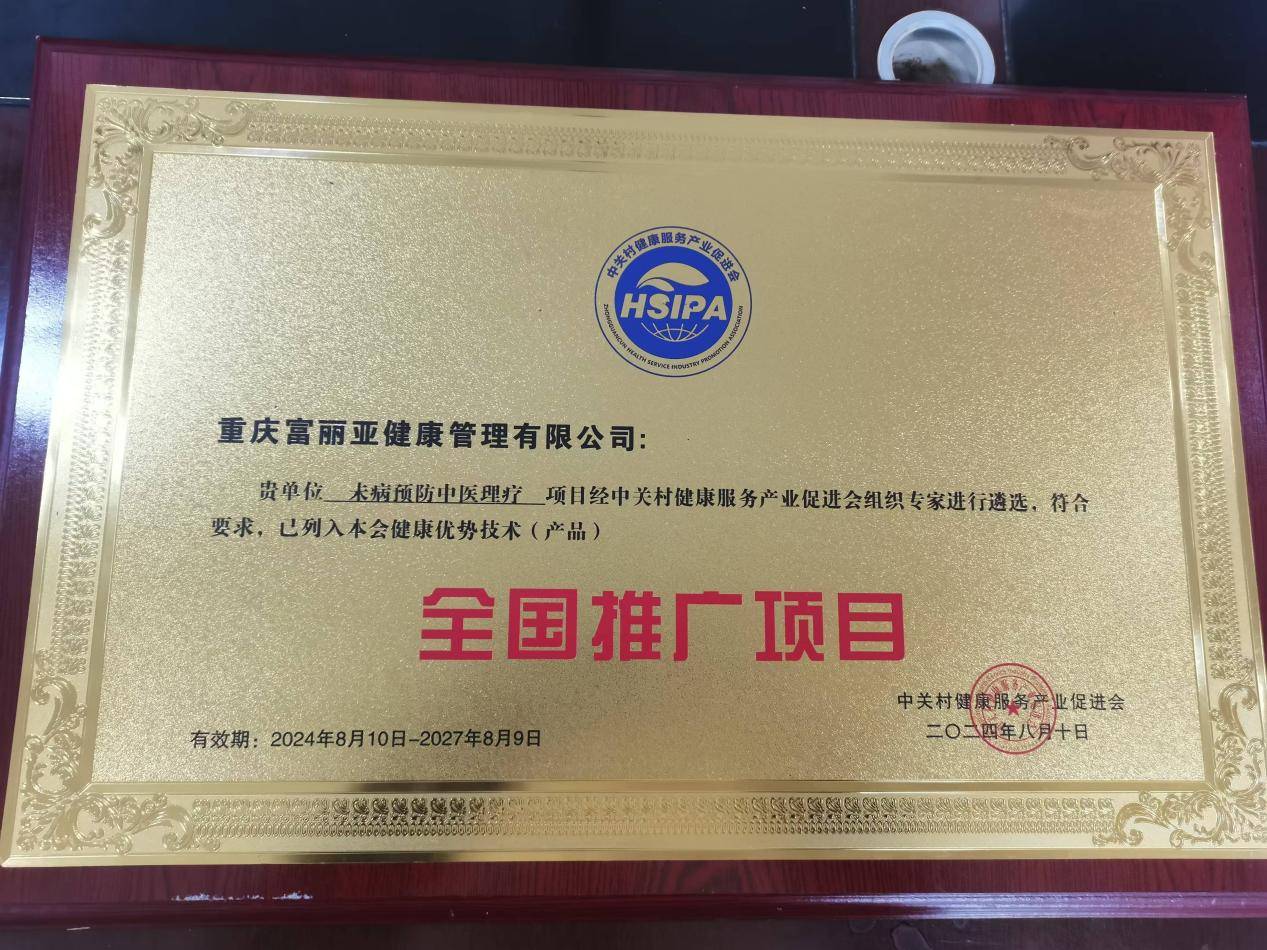 中关村健康服务产业促进会
HSIPA
ZHONGGUANCUN HEALTH SERVICE INDUSTRY PROMOTION ASSOCIATION
重庆富丽亚健康管理有限公司:
贵单位 未病预防中医理疗 项目经中关村健康服务产业促进会组织专家进行遴选，符合
要求，已列入本会健康优势技术（产品）
全国推广项目
中关村健康服务产业促进会
有效期：2024年8月10日-2027年8月9日
二〇二四年八月十日